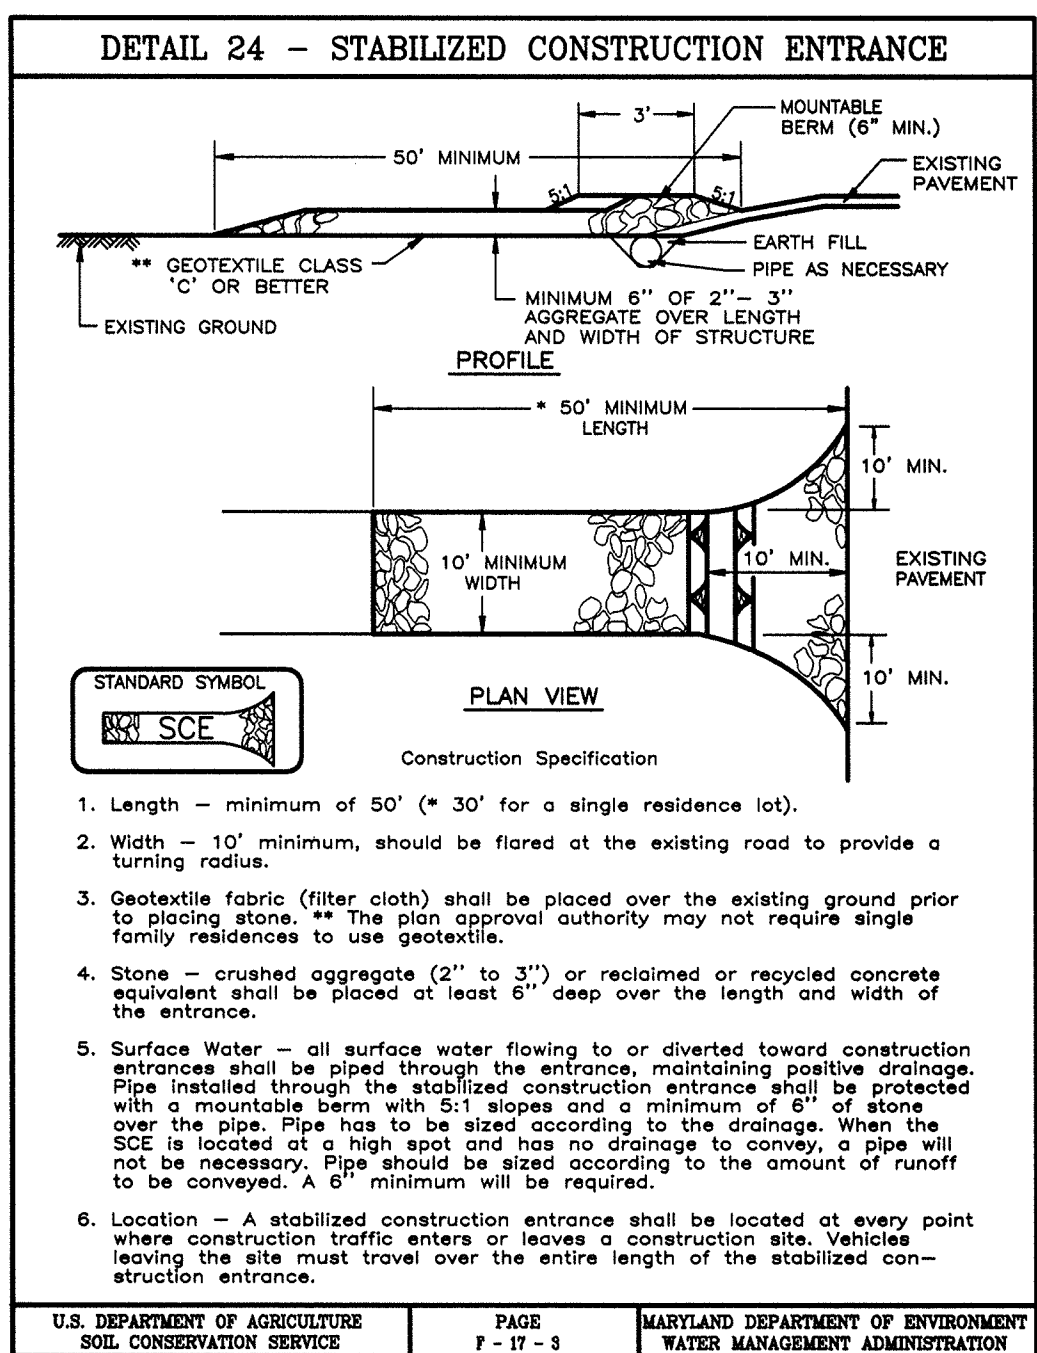 DETAIL 24 – STABILIZED CONSTRUCTION ENTRANCE
3'
MOUNTABLE
BERM (6" MIN.)
50' MINIMUM
EXISTING
PAVEMENT
5:1
5:1
EARTH FILL
** GEOTEXTILE CLASS
'C' OR BETTER
PIPE AS NECESSARY
MINIMUM 6" OF 2"– 3"
AGGREGATE OVER LENGTH
AND WIDTH OF STRUCTURE
EXISTING GROUND
PROFILE
* 50' MINIMUM
LENGTH
10' MIN.
10' MINIMUM
WIDTH
10' MIN.
EXISTING
PAVEMENT
10' MIN.
STANDARD SYMBOL
SCE
PLAN VIEW
Construction Specification
1. Length – minimum of 50' (* 30' for a single residence lot).
2. Width – 10' minimum, should be flared at the existing road to provide a
turning radius.
3. Geotextile fabric (filter cloth) shall be placed over the existing ground prior
to placing stone. ** The plan approval authority may not require single
family residences to use geotextile.
4. Stone – crushed aggregate (2" to 3") or reclaimed or recycled concrete
equivalent shall be placed at least 6" deep over the length and width of
the entrance.
5. Surface Water – all surface water flowing to or diverted toward construction
entrances shall be piped through the entrance, maintaining positive drainage.
Pipe installed through the stabilized construction entrance shall be protected
with a mountable berm with 5:1 slopes and a minimum of 6" of stone
over the pipe. Pipe has to be sized according to the drainage. When the
SCE is located at a high spot and has no drainage to convey, a pipe will
not be necessary. Pipe should be sized according to the amount of runoff
to be conveyed. A 6" minimum will be required.
6. Location – A stabilized construction entrance shall be located at every point
where construction traffic enters or leaves a construction site. Vehicles
leaving the site must travel over the entire length of the stabilized con–
struction entrance.
U.S. DEPARTMENT OF AGRICULTURE
SOIL CONSERVATION SERVICE
PAGE
F - 17 - 3
MARYLAND DEPARTMENT OF ENVIRONMENT
WATER MANAGEMENT ADMINISTRATION